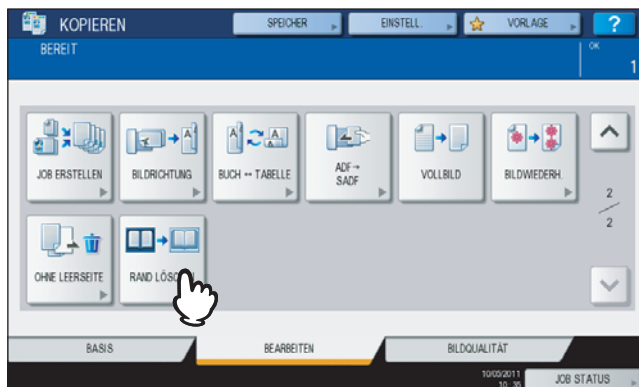 KOPIEREN
SPEICHER
EINSTELL.
VORLAGE
?
BEREIT
OK
1
JOB ERSTELLEN
BILDRICHTUNG
BUCH ↔ TABELLE
ADF→
SADF
VOLLBILD
BILDWIEDERH.
2
2
OHNE LEERSEITE
RAND
BASIS
BEARBEITEN
BILDQUALITÄT
10/05/2011
10:35
JOB STATUS